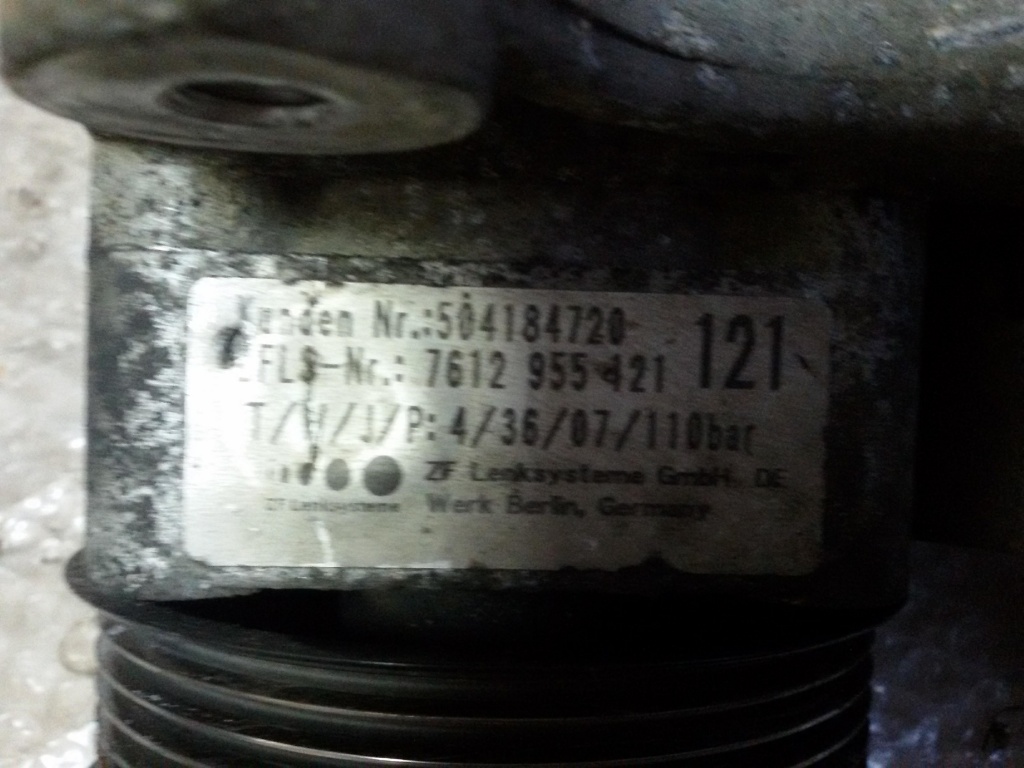 Kunden Nr.:504184720
ZFLS-Nr.: 7612 955 421
121
T/W/J/P: 4/36/07/110bar
ZF Lenksysteme GmbH DE
ZF Lenksysteme
Werk Berlin, Germany